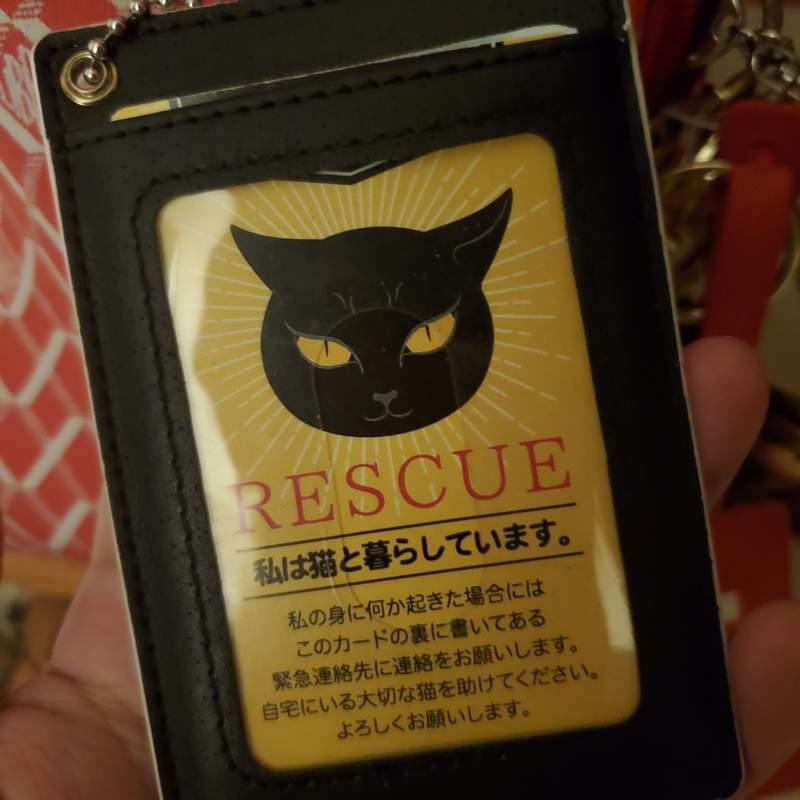 RESCUE
私は猫と暮らしています。
私の身に何か起きた場合には
このカードの裏に書いてある
緊急連絡先に連絡をお願いします。
自宅にいる大切な猫を助けてください。
よろしくお願いします。